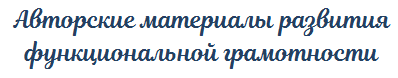 Авторские материалы развития
функциональной грамотности